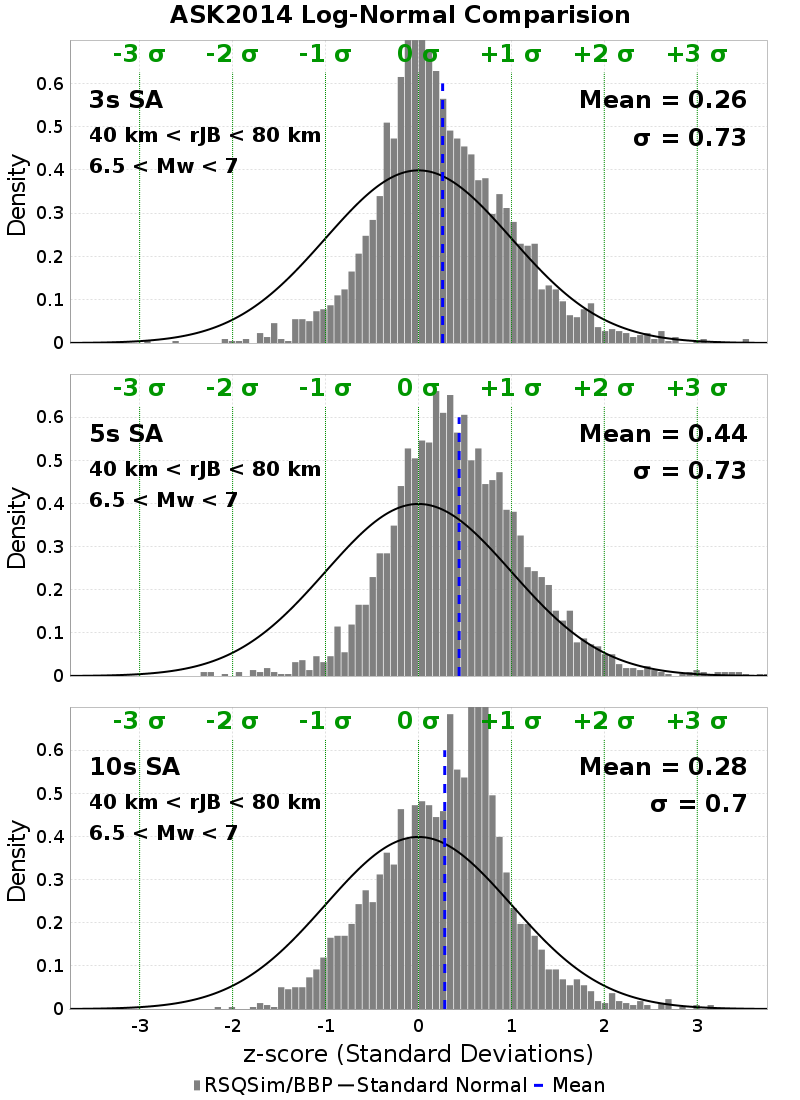 ASK2014 Log-Normal Comparision
-3 σ -2 σ -1 σ 0 σ +1 σ +2 σ +3 σ
3s SA
Mean = 0.26
40 km < rJB < 80 km
σ = 0.73
6.5 < Mw < 7
Density
0.6
0.5
0.4
0.3
0.2
0.1
0
-3 σ -2 σ -1 σ 0 σ +1 σ +2 σ +3 σ
5s SA
Mean = 0.44
40 km < rJB < 80 km
σ = 0.73
6.5 < Mw < 7
Density
0.6
0.5
0.4
0.3
0.2
0.1
0
-3 σ -2 σ -1 σ 0 σ +1 σ +2 σ +3 σ
10s SA
Mean = 0.28
40 km < rJB < 80 km
σ = 0.7
6.5 < Mw < 7
Density
0.6
0.5
0.4
0.3
0.2
0.1
0
-3 -2 -1 0 1 2 3
z-score (Standard Deviations)
RSQSim/BBP Standard Normal Mean